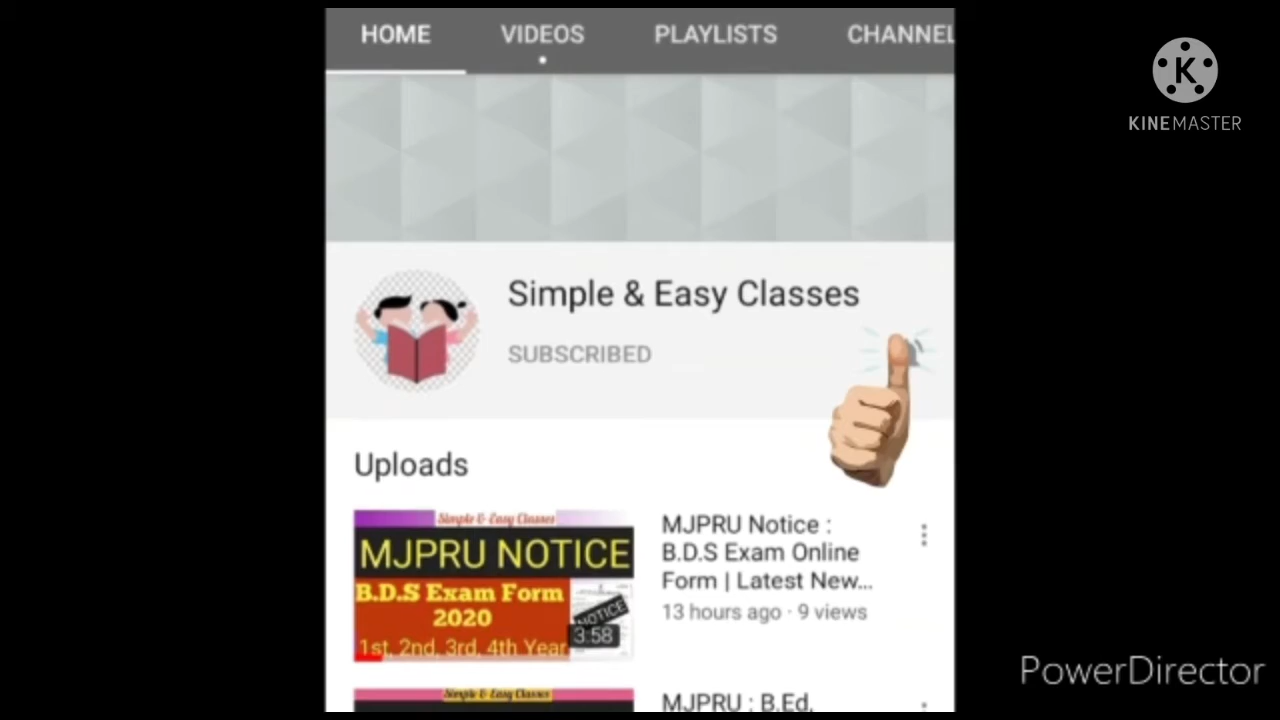 HOME VIDEOS PLAYLISTS CHANNEL
K
KINEMASTER
Simple & Easy Classes
SUBSCRIBED
Uploads
Simple & Easy Classes
MJPRU NOTICE
B.D.S Exam Form
2020
1st, 2nd, 3rd, 4th Year
NOTICE
3:58
MJPRU Notice :
B.D.S Exam Online
Form | Latest New...
13 hours ago · 9 views
Simple & Easy Classes
MJPRU : B.Ed.
PowerDirector